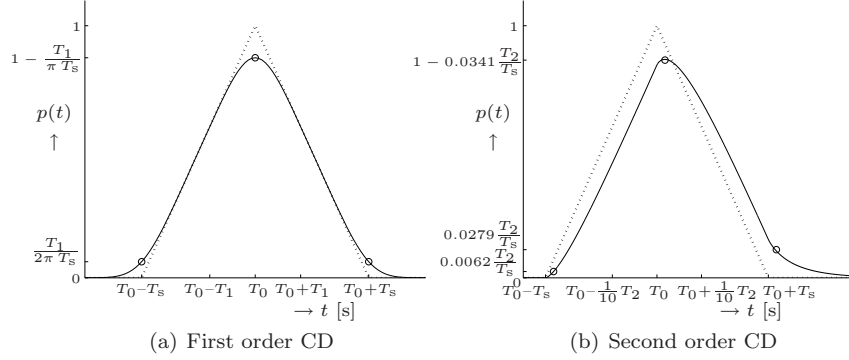 1
1 − T₁/(π Tₛ)
p(t)
↑
T₁/(2π Tₛ)
0
T₀−Tₛ T₀−T₁ T₀ T₀+T₁ T₀+Tₛ
→ t [s]
(a) First order CD
1
1 − 0.0341 T₂/Tₛ
p(t)
↑
0.0279 T₂/Tₛ
0.0062 T₂/Tₛ
0
T₀−Tₛ T₀−1/10 T₂ T₀ T₀+1/10 T₂ T₀+Tₛ
→ t [s]
(b) Second order CD